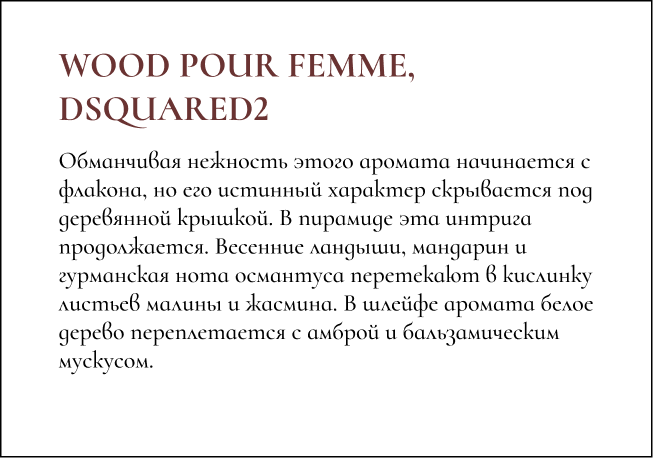 WOOD POUR FEMME,
DSQUARED2
Обманчивая нежность этого аромата начинается с
флакона, но его истинный характер скрывается под
деревянной крышкой. В пирамиде эта интрига
продолжается. Весенние ландыши, мандарин и
гурманская нота османтуса перетекают в кислинку
листьев малины и жасмина. В шлейфе аромата белое
дерево переплетается с амброй и бальзамическим
мускусом.